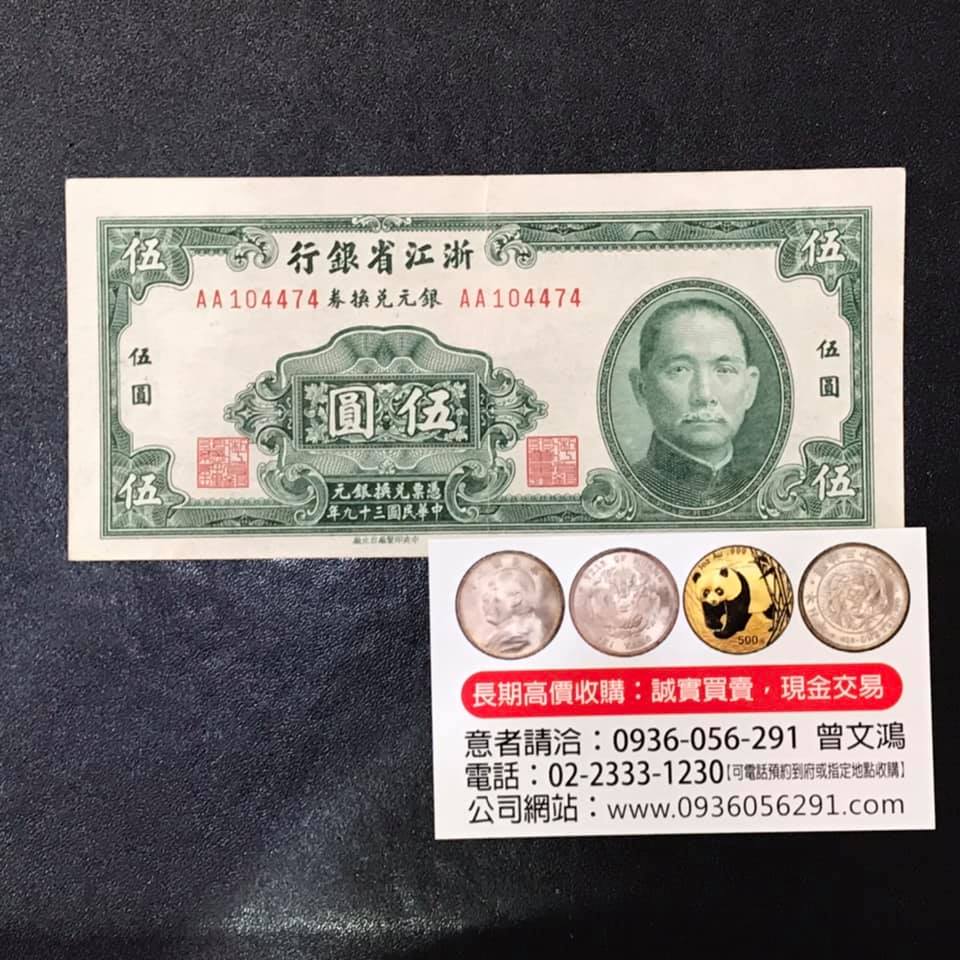 伍
伍
浙江省銀行
AA104474 銀元兌換券 AA104474
伍圓
伍圓
伍圓
憑票兌換銀元
中華民國三十九年
伍
伍
長期高價收購：誠實買賣，現金交易
意者請洽：0936-056-291 曾文鴻
電話：02-2333-1230【可電話預約到府或指定地點收購】
公司網站：www.0936056291.com